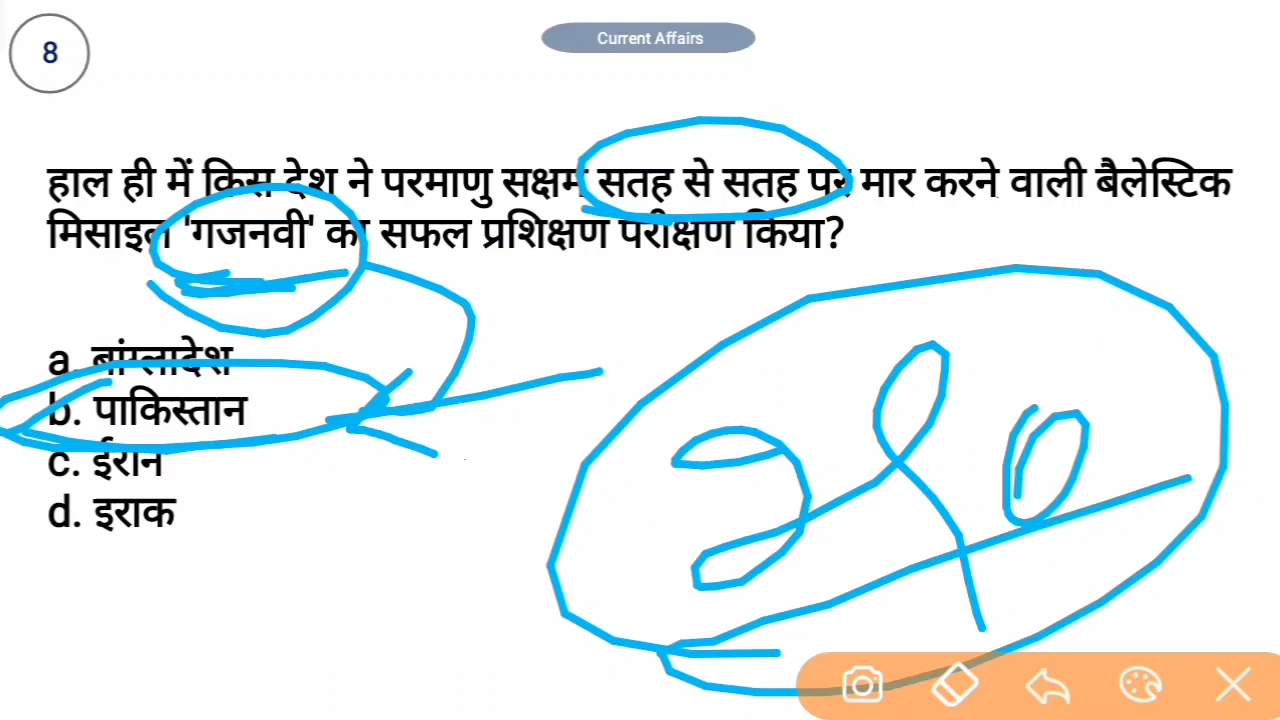 8
Current Affairs
हाल ही में किस देश ने परमाणु सक्षम सतह से सतह पर मार करने वाली बैलेस्टिक
मिसाइल 'गजनवी' का सफल प्रशिक्षण परीक्षण किया?
a. बांग्लादेश
b. पाकिस्तान
c. ईरान
d. इराक
290